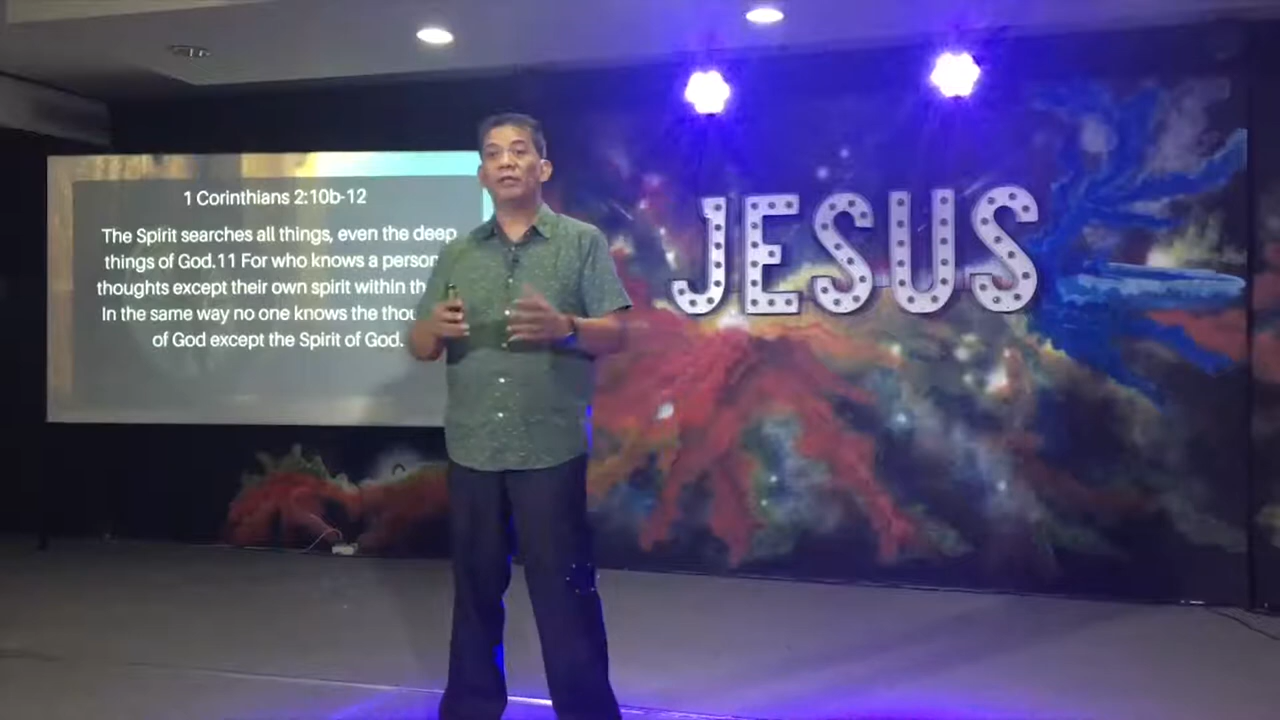 1 Corinthians 2:10b-12
The Spirit searches all things, even the deep
things of God.11 For who knows a person
thoughts except their own spirit within
In the same way no one knows the
of God except the Spirit of God.
JESUS